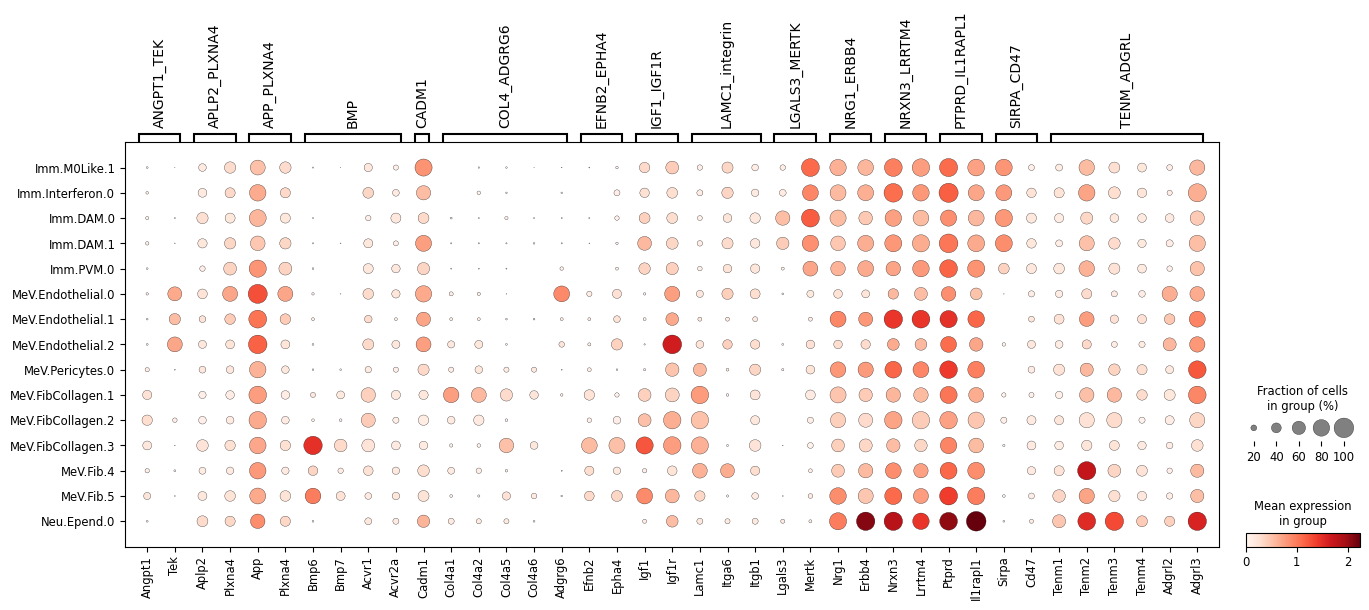 ANGPT1_TEK
APLP2_PLXNA4
APP_PLXNA4
BMP
CADM1
COL4_ADGRG6
EFNB2_EPHA4
IGF1_IGF1R
LAMC1_integrin
LGALS3_MERTK
NRG1_ERBB4
NRXN3_LRRTM4
PTPRD_IL1RAPL1
SIRPA_CD47
TENM_ADGRL
Imm.M0Like.1
Imm.Interferon.0
Imm.DAM.0
Imm.DAM.1
Imm.PVM.0
MeV.Endothelial.0
MeV.Endothelial.1
MeV.Endothelial.2
MeV.Pericytes.0
MeV.FibCollagen.1
MeV.FibCollagen.2
MeV.FibCollagen.3
MeV.Fib.4
MeV.Fib.5
Neu.Epend.0
Angpt1
Tek
Aplp2
Plxna4
App
Plxna4
Bmp6
Bmp7
Acvr1
Acvr2a
Cadm1
Col4a1
Col4a2
Col4a5
Col4a6
Adgrg6
Efnb2
Epha4
Igf1
Igf1r
Lamc1
Itga6
Itgb1
Lgals3
Mertk
Nrg1
Erbb4
Nrxn3
Lrrtm4
Ptprd
Il1rapl1
Sirpa
Cd47
Tenm1
Tenm2
Tenm3
Tenm4
Adgrl2
Adgrl3
Fraction of cells
in group (%)
20 40 60 80 100
Mean expression
in group
0 1 2